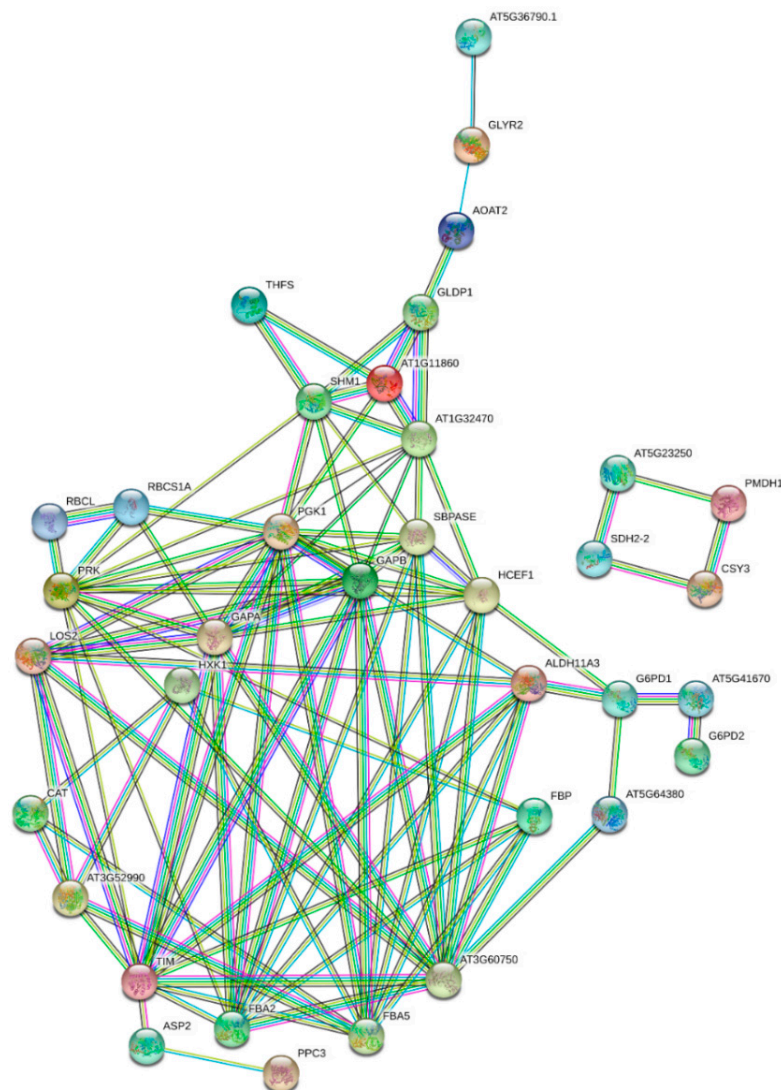 AT5G36790.1
GLYR2
AOAT2
THFS
GLDP1
AT1G11860
SHM1
AT1G32470
AT5G23250
PMDH1
RBCS1A
RBCL
PGK1
SBPASE
SDH2-2
CSY3
PRK
GAPB
HCEF1
GAPA
LOS2
HXK1
ALDH11A3
G6PD1
AT5G41670
G6PD2
CAT
FBP
AT5G64380
AT3G52990
TIM
AT3G60750
FBA2
FBA5
ASP2
PPC3